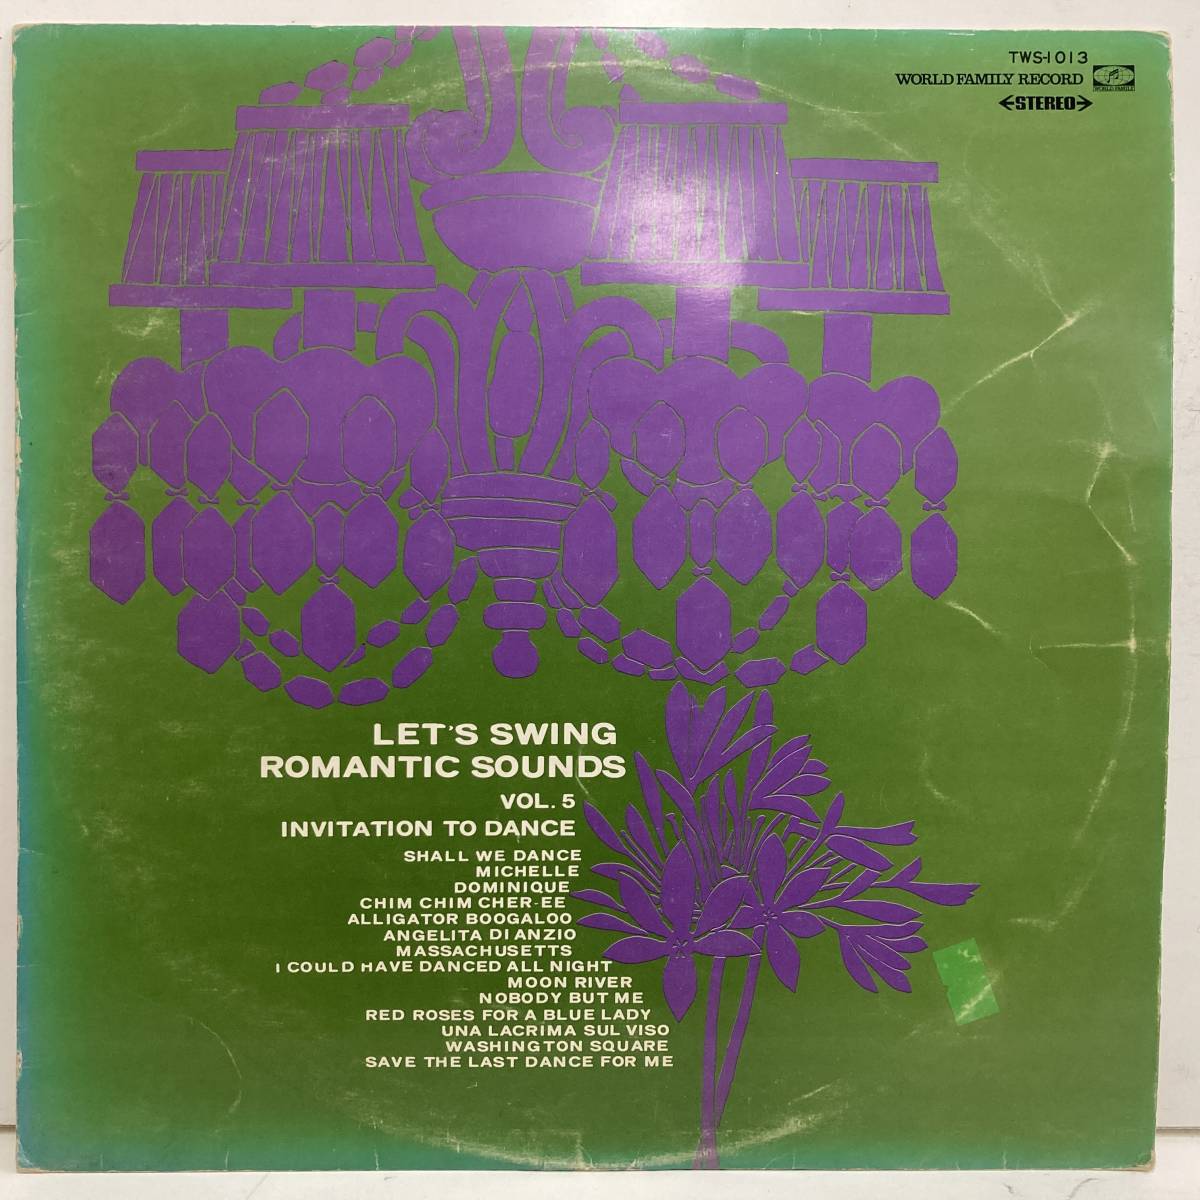 TWS-1013
WORLD FAMILY RECORD
WORLD FAMILY
STEREO
LET'S SWING
ROMANTIC SOUNDS
VOL. 5
INVITATION TO DANCE
SHALL WE DANCE
MICHELLE
DOMINIQUE
CHIM CHIM CHER-EE
ALLIGATOR BOOGALOO
ANGELITA DI ANZIO
MASSACHUSETTS
I COULD HAVE DANCED ALL NIGHT
MOON RIVER
NOBODY BUT ME
RED ROSES FOR A BLUE LADY
UNA LACRIMA SUL VISO
WASHINGTON SQUARE
SAVE THE LAST DANCE FOR ME